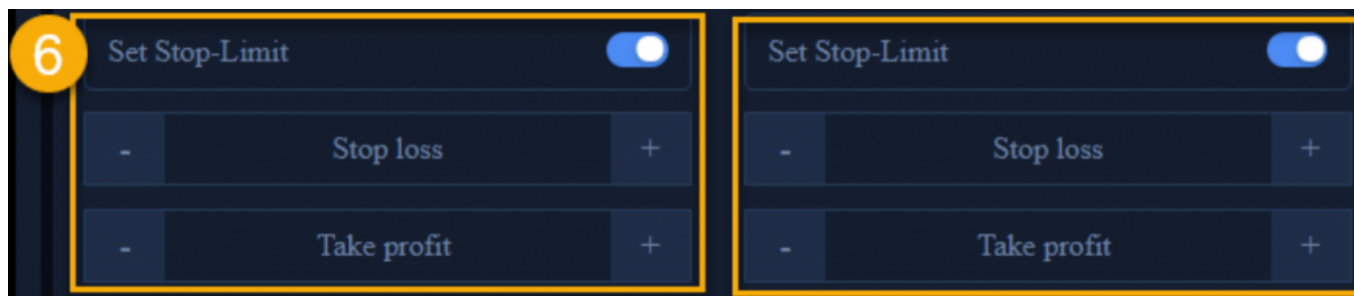 6
Set Stop-Limit
- Stop loss +
- Take profit +
Set Stop-Limit
- Stop loss +
- Take profit +